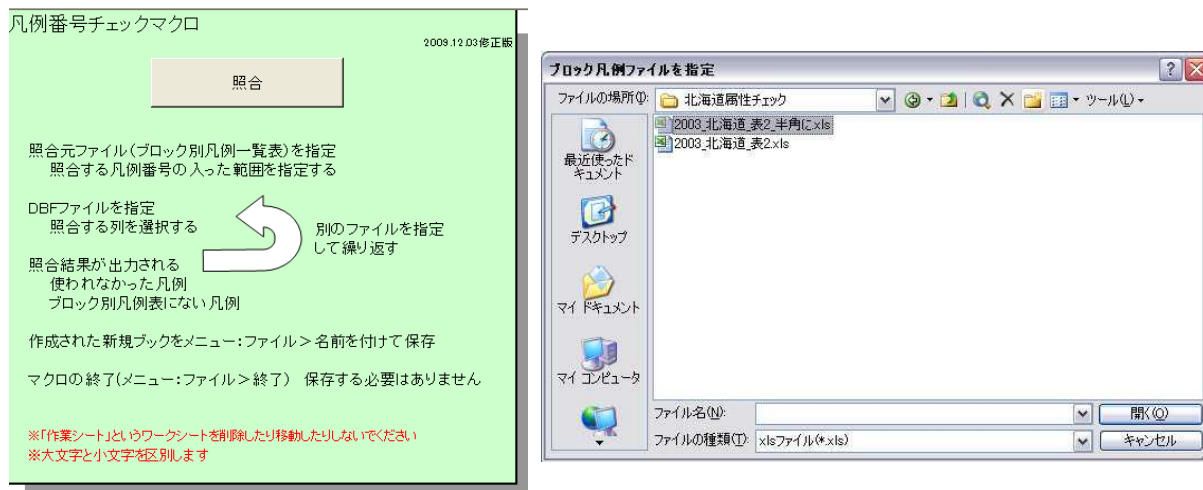 凡例番号チェックマクロ
2009.12.03修正版
照合
照合元ファイル(ブロック別凡例一覧表)を指定
照合する凡例番号の入った範囲を指定する
DBFファイルを指定
照合する列を選択する
別のファイルを指定
して繰り返す
照合結果が出力される
使われなかった凡例
ブロック別凡例表にない凡例
作成された新規ブックをメニュー:ファイル>名前を付けて保存
マクロの終了(メニュー:ファイル>終了) 保存する必要はありません
※「作業シート」というワークシートを削除したり移動したりしないでください
※大文字と小文字を区別します
ブロック凡例ファイルを指定
ファイルの場所(I):
北海道属性チェック
ツール(L)
2003_北海道_表2_半角に.xls
2003_北海道_表2.xls
最近使ったド
キュメント
デスクトップ
マイ ドキュメント
マイ コンピュータ
ファイル名(N):
開く(O)
ファイルの種類(T):
xlsファイル(*.xls)
キャンセル